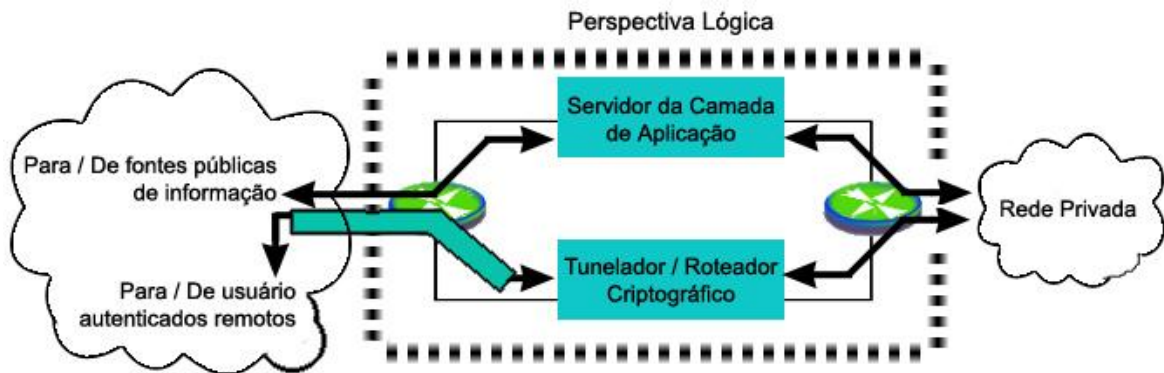 Perspectiva Lógica
Servidor da Camada
de Aplicação
Para / De fontes públicas
de informação
Rede Privada
Tunelador / Roteador
Criptográfico
Para / De usuário
autenticados remotos